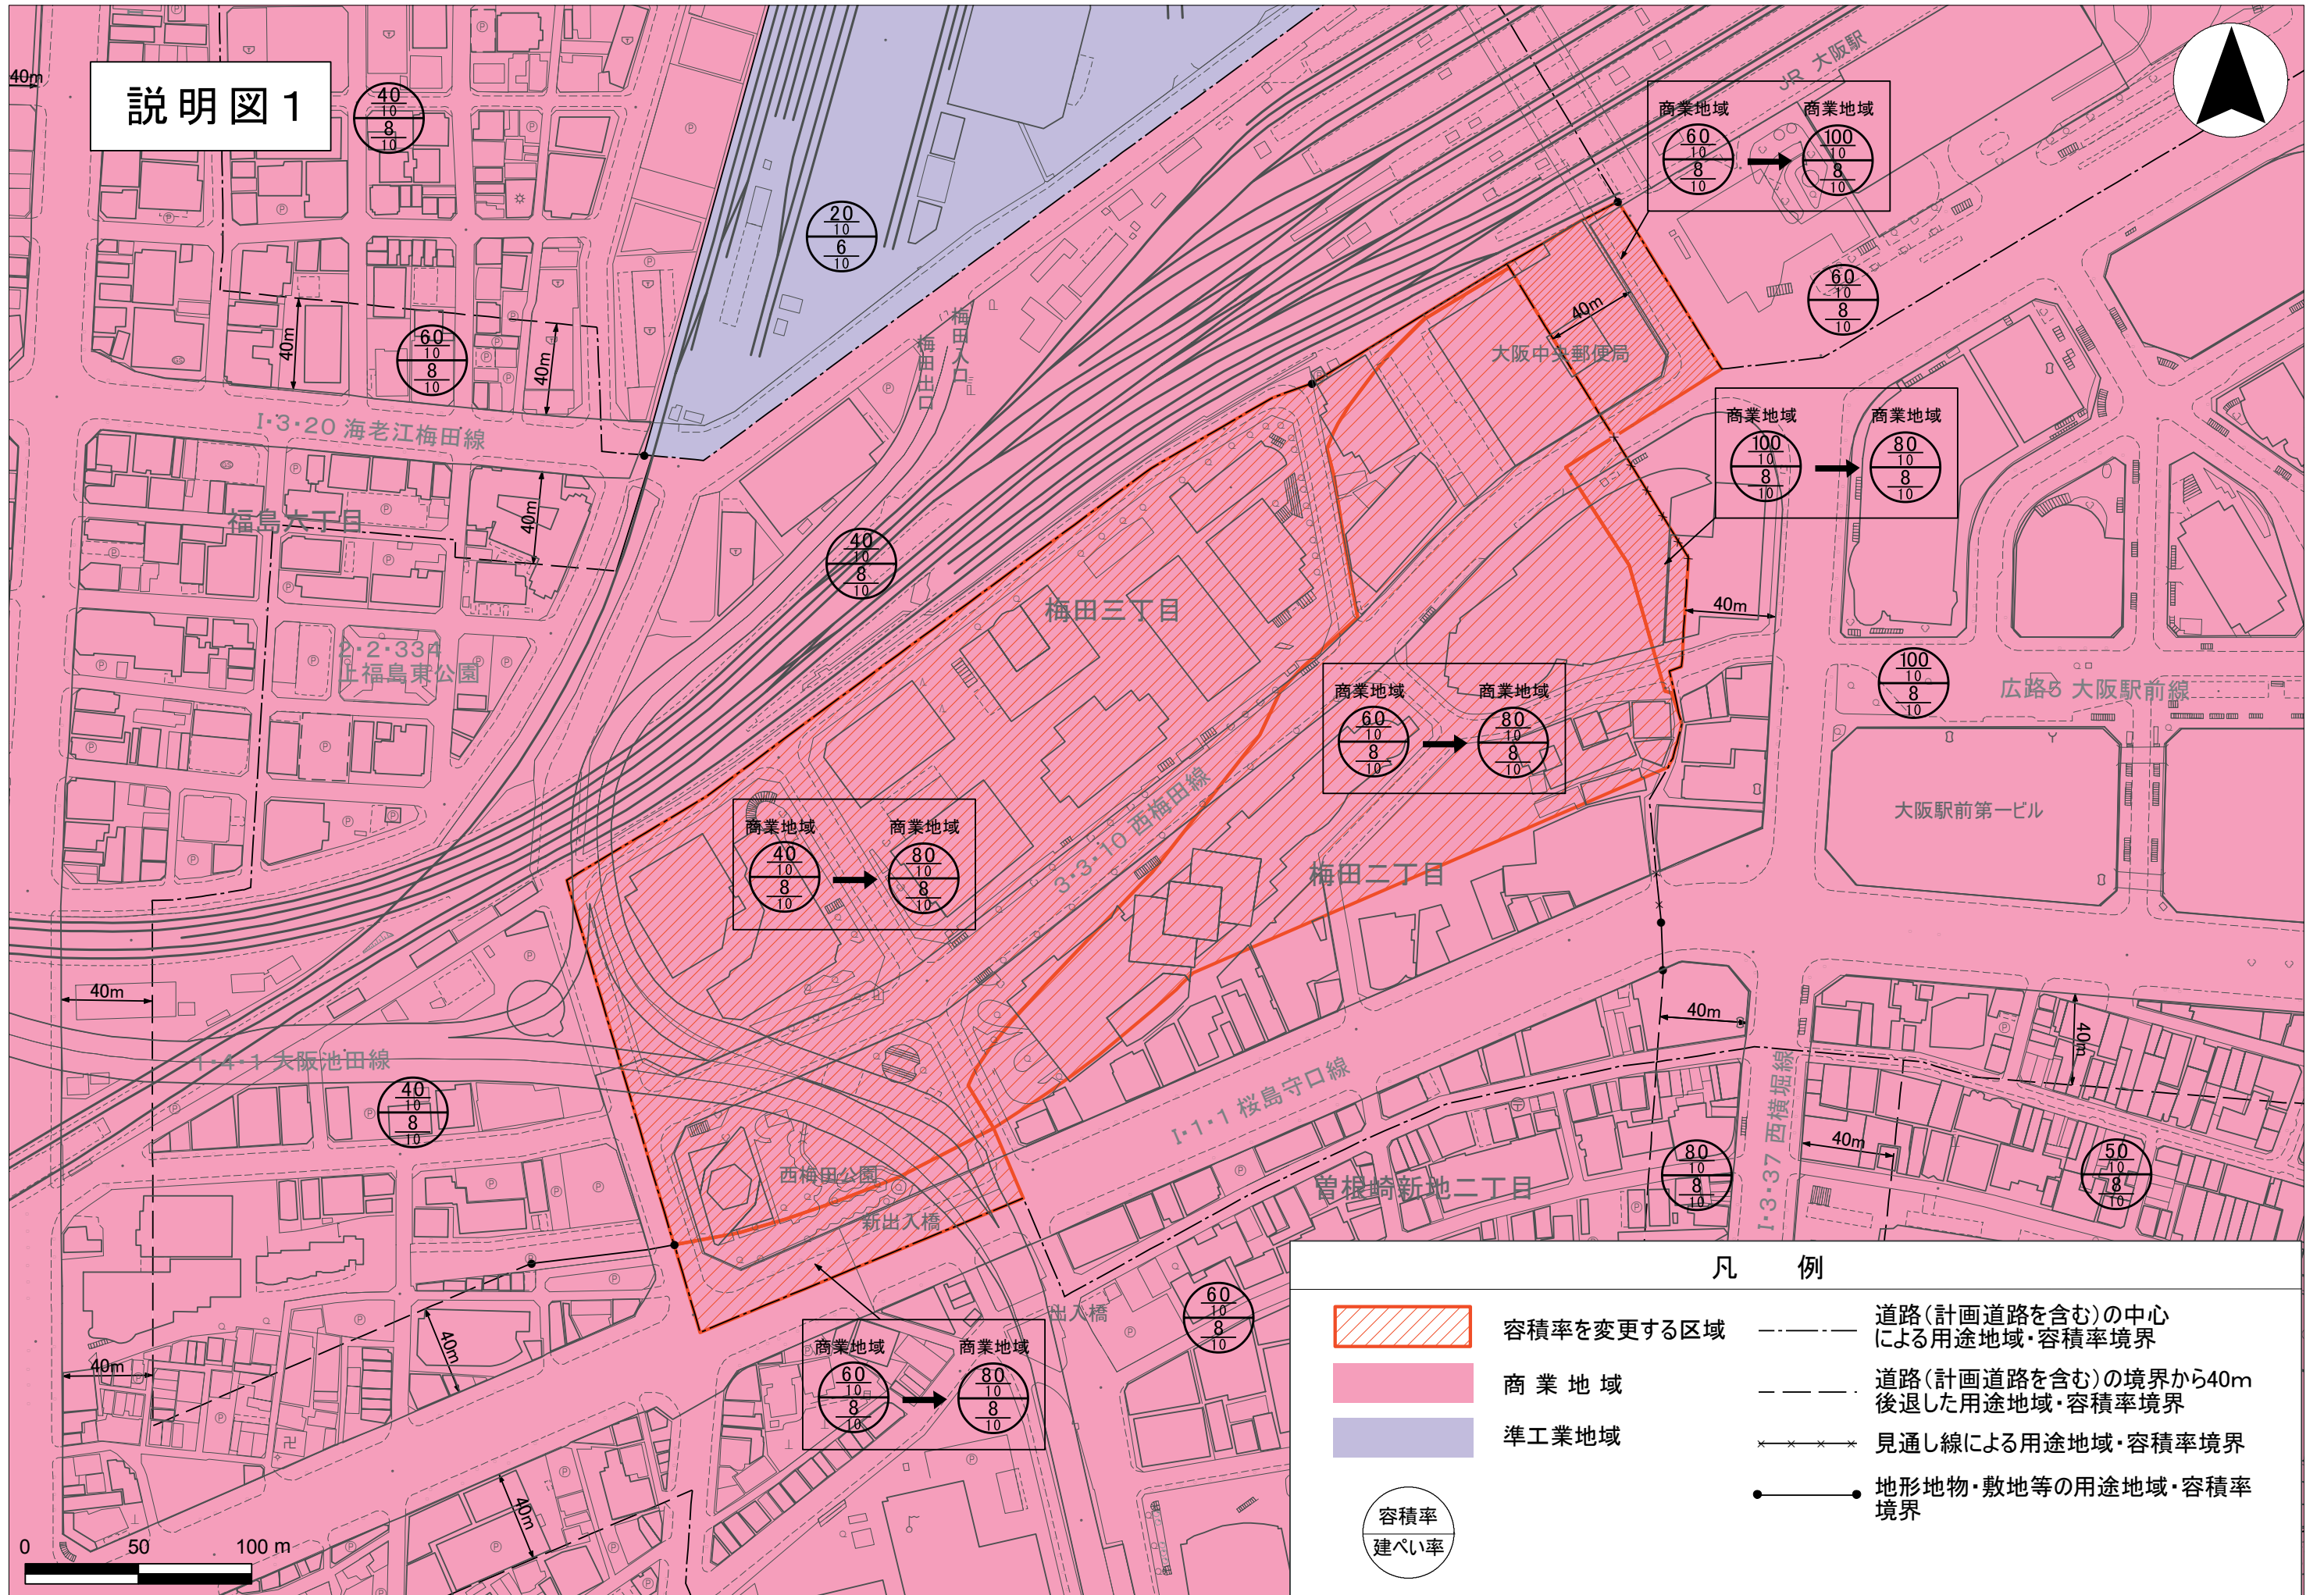 説明図1
40m
40
10
8
10
20
10
6
10
JR 大阪駅
商業地域
60
10
8
10
商業地域
100
10
8
10
60
10
8
10
40m
大阪中央郵便局
梅田入口
梅田出口
40m
60
10
8
10
40m
I・3・20 海老江梅田線
商業地域
100
10
8
10
商業地域
80
10
8
10
福島六丁目
40m
40
10
8
10
梅田三丁目
40m
2・2・334
上福島東公園
100
10
8
10
広路5 大阪駅前線
商業地域
60
10
8
10
商業地域
80
10
8
10
3・3・10 西梅田線
大阪駅前第一ビル
梅田二丁目
商業地域
40
10
8
10
商業地域
80
10
8
10
40m
40m
40m
1・4・1 大阪池田線
40
10
8
10
I・1・1 桜島守口線
I・3・37 西横堀線
40m
西梅田公園
新出入橋
曽根崎新地二丁目
80
10
8
10
50
10
8
10
出入橋
60
10
8
10
40m
40m
商業地域
60
10
8
10
商業地域
80
10
8
10
40m
0 50 100 m
凡 例
容積率を変更する区域
商業地域
準工業地域
容積率
建ぺい率
道路(計画道路を含む)の中心
による用途地域・容積率境界
道路(計画道路を含む)の境界から40m
後退した用途地域・容積率境界
見通し線による用途地域・容積率境界
地形地物・敷地等の用途地域・容積率
境界